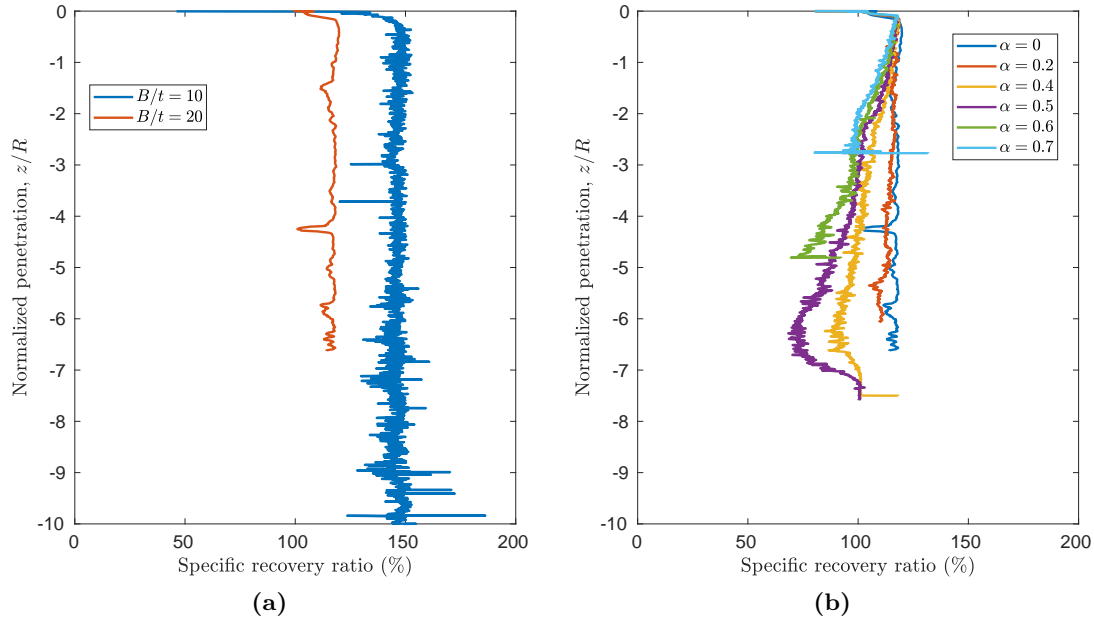 0
-1
-2
-3
-4
-5
-6
-7
-8
-9
-10
0
50
100
150
200
Normalized penetration, z/R
Specific recovery ratio (%)
B/t = 10
B/t = 20
(a)
0
-1
-2
-3
-4
-5
-6
-7
-8
-9
-10
0
50
100
150
200
Normalized penetration, z/R
Specific recovery ratio (%)
α = 0
α = 0.2
α = 0.4
α = 0.5
α = 0.6
α = 0.7
(b)